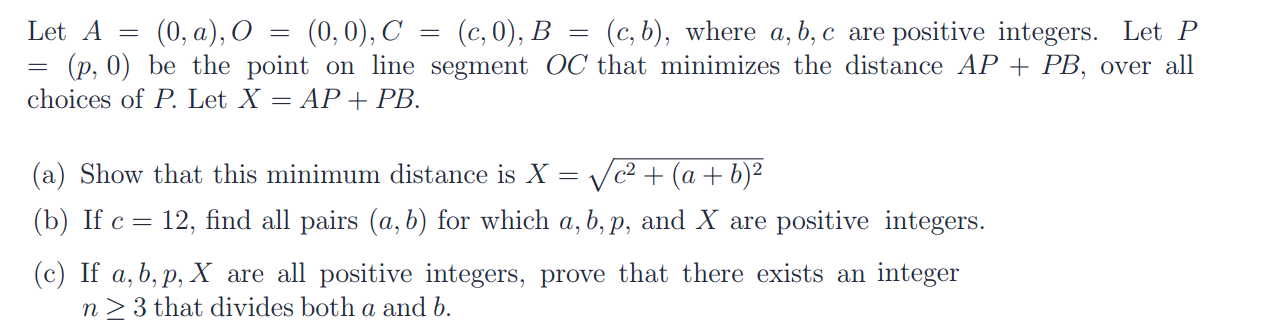 Let A = (0, a), O = (0, 0), C = (c, 0), B = (c, b), where a, b, c are positive integers. Let P
= (p, 0) be the point on line segment OC that minimizes the distance AP + PB, over all
choices of P. Let X = AP + PB.
(a) Show that this minimum distance is X = √(c² + (a + b)²)
(b) If c = 12, find all pairs (a, b) for which a, b, p, and X are positive integers.
(c) If a, b, p, X are all positive integers, prove that there exists an integer
n ≥ 3 that divides both a and b.